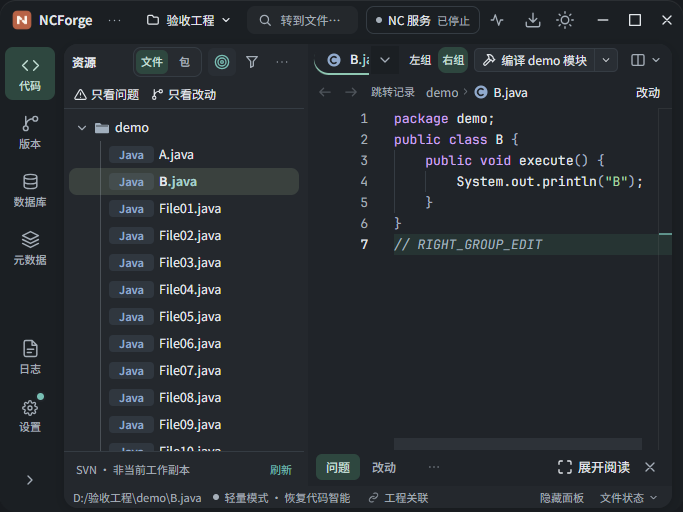 NCForge ··· 验收工程 转到文件… NC 服务 已停止
代码
版本
数据库
元数据
日志
设置
资源 文件 包 ···
只看问题 只看改动
demo
Java A.java
Java B.java
Java File01.java
Java File02.java
Java File03.java
Java File04.java
Java File05.java
Java File06.java
Java File07.java
Java File08.java
Java File09.java
Java File10.java
SVN · 非当前工作副本 刷新
C B.ja 左组 右组 编译 demo 模块
跳转记录 demo › C B.java 改动
1 package demo;
2 public class B {
3 public void execute() {
4 System.out.println("B");
5 }
6 }
7 // RIGHT_GROUP_EDIT
问题 改动 ··· 展开阅读
D:/验收工程\demo\B.java 轻量模式 · 恢复代码智能 工程关联 隐藏面板 文件状态